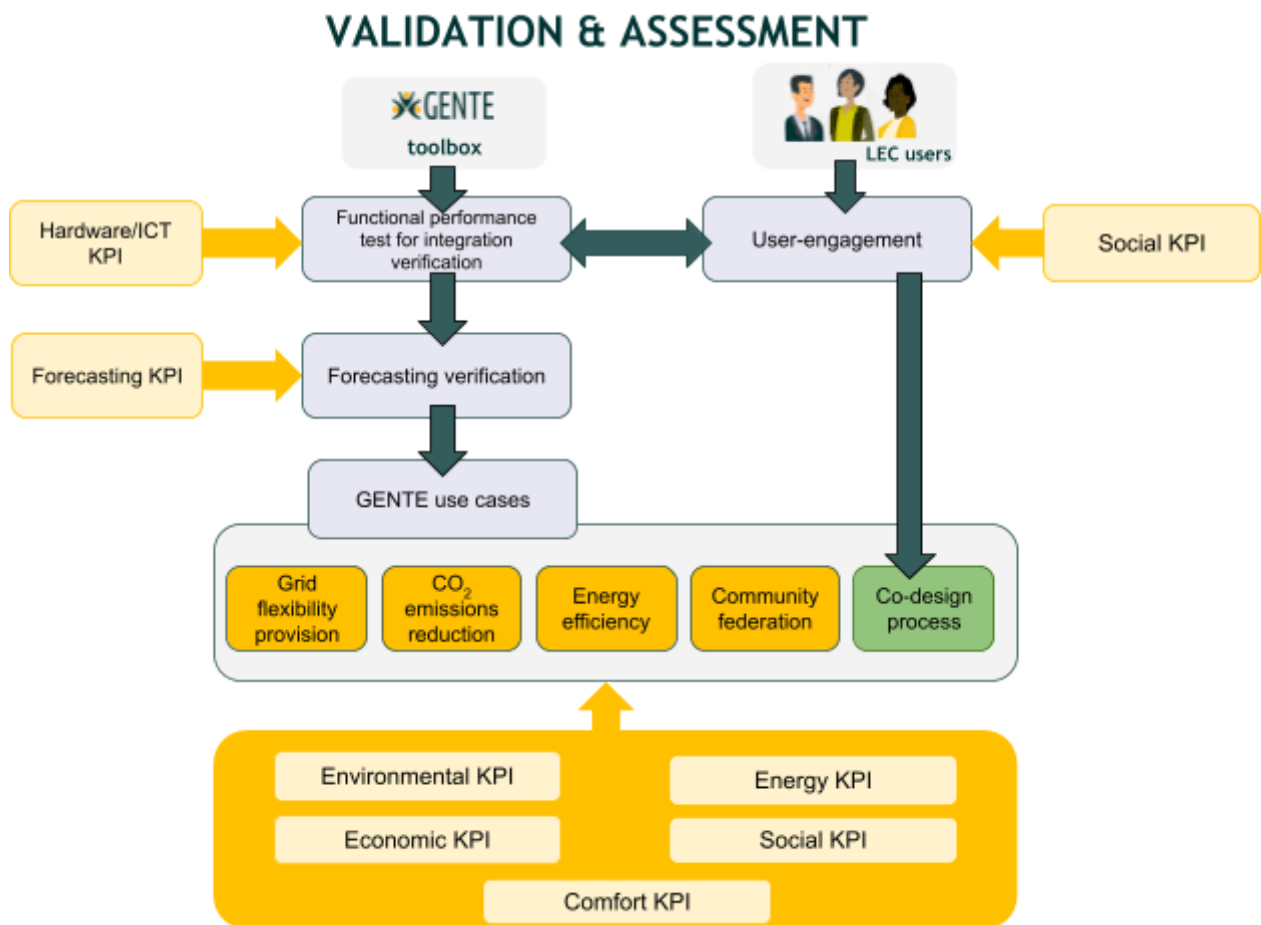 VALIDATION & ASSESSMENT
GENTE
toolbox
LEC users
Hardware/ICT
KPI
Functional performance
test for integration
verification
User-engagement
Social KPI
Forecasting KPI
Forecasting verification
GENTE use cases
Grid
flexibility
provision
CO₂
emissions
reduction
Energy
efficiency
Community
federation
Co-design
process
Environmental KPI
Energy KPI
Economic KPI
Social KPI
Comfort KPI